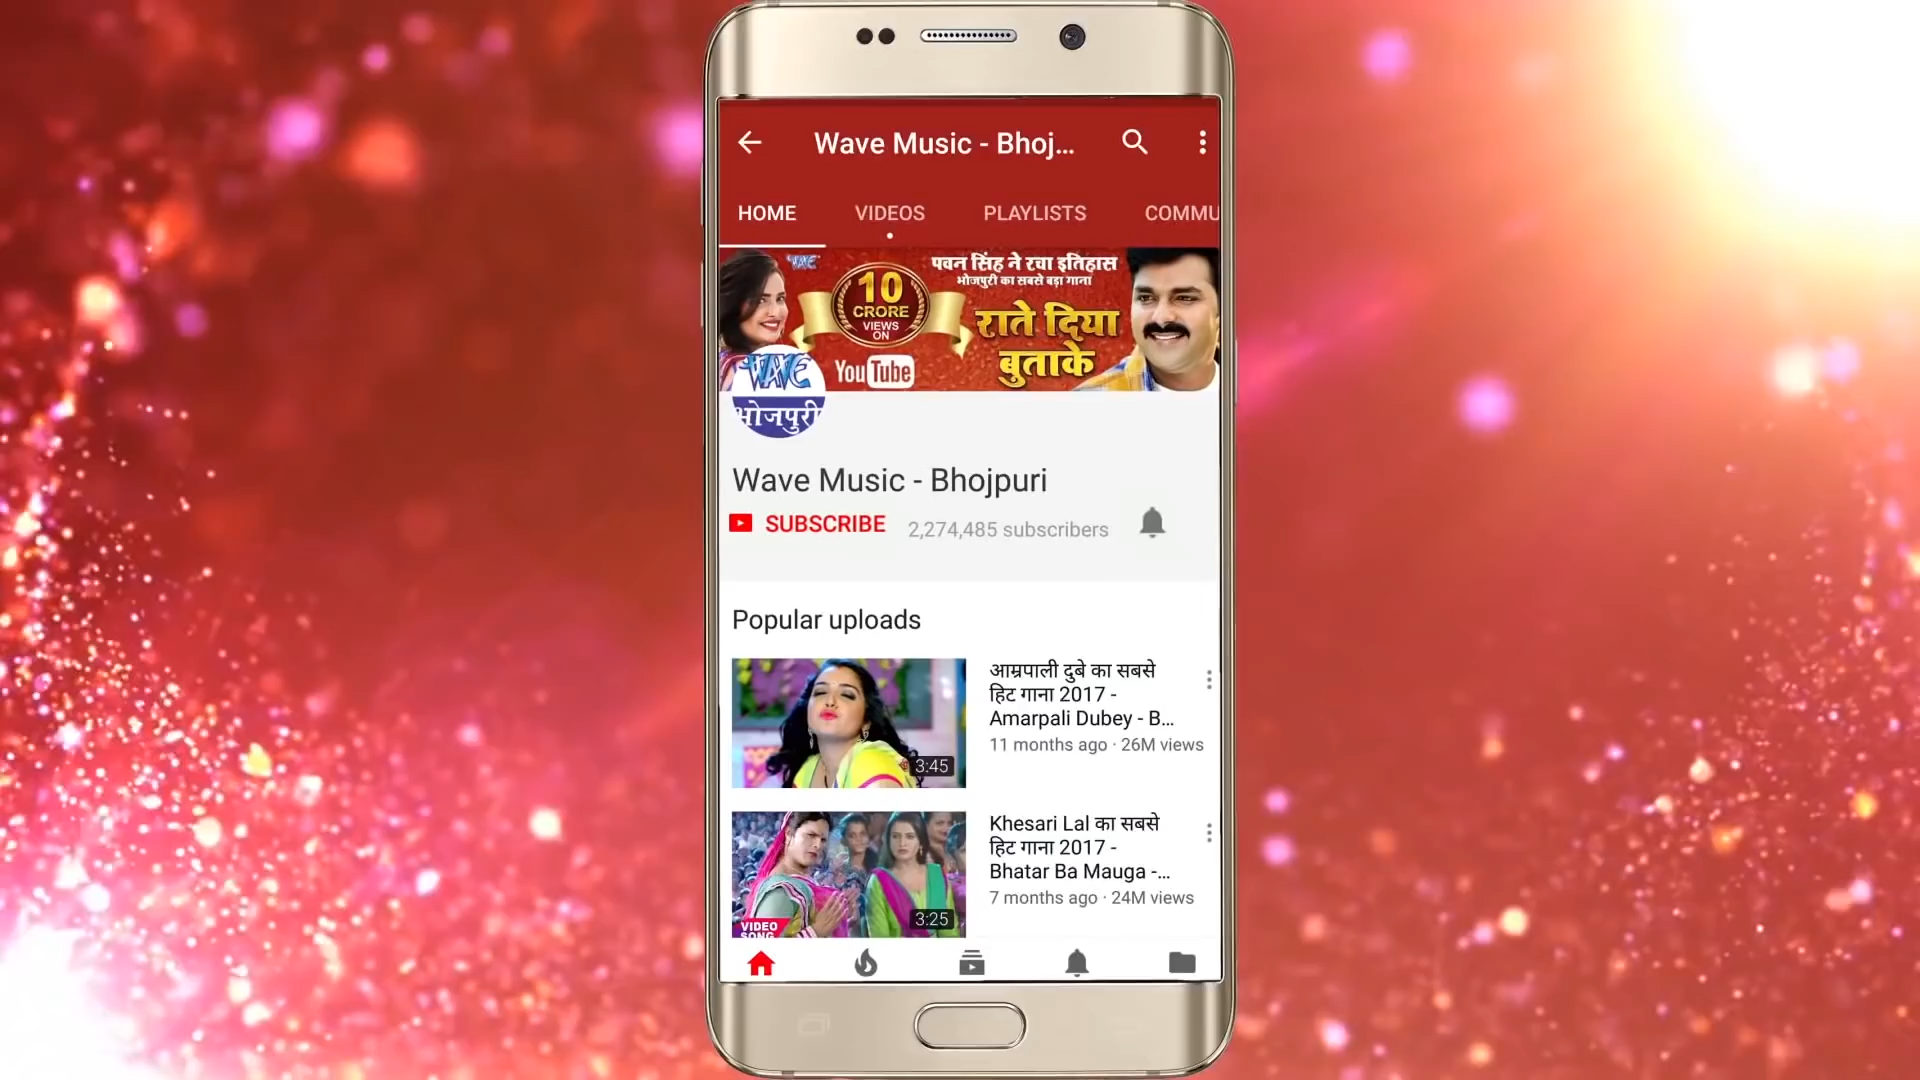 Wave Music - Bhoj...
HOME VIDEOS PLAYLISTS COMMU
WAVE
पवन सिंह ने रचा इतिहास
भोजपुरी का सबसे बड़ा गाना
10
CRORE
VIEWS
ON
YouTube
राते दिया
बुताके
WAVE
भोजपुरी
Wave Music - Bhojpuri
SUBSCRIBE 2,274,485 subscribers
Popular uploads
आम्रपाली दुबे का सबसे
हिट गाना 2017 -
Amarpali Dubey - B...
11 months ago · 26M views
3:45
Khesari Lal का सबसे
हिट गाना 2017 -
Bhatar Ba Mauga -...
7 months ago · 24M views
3:25
VIDEO
SONG